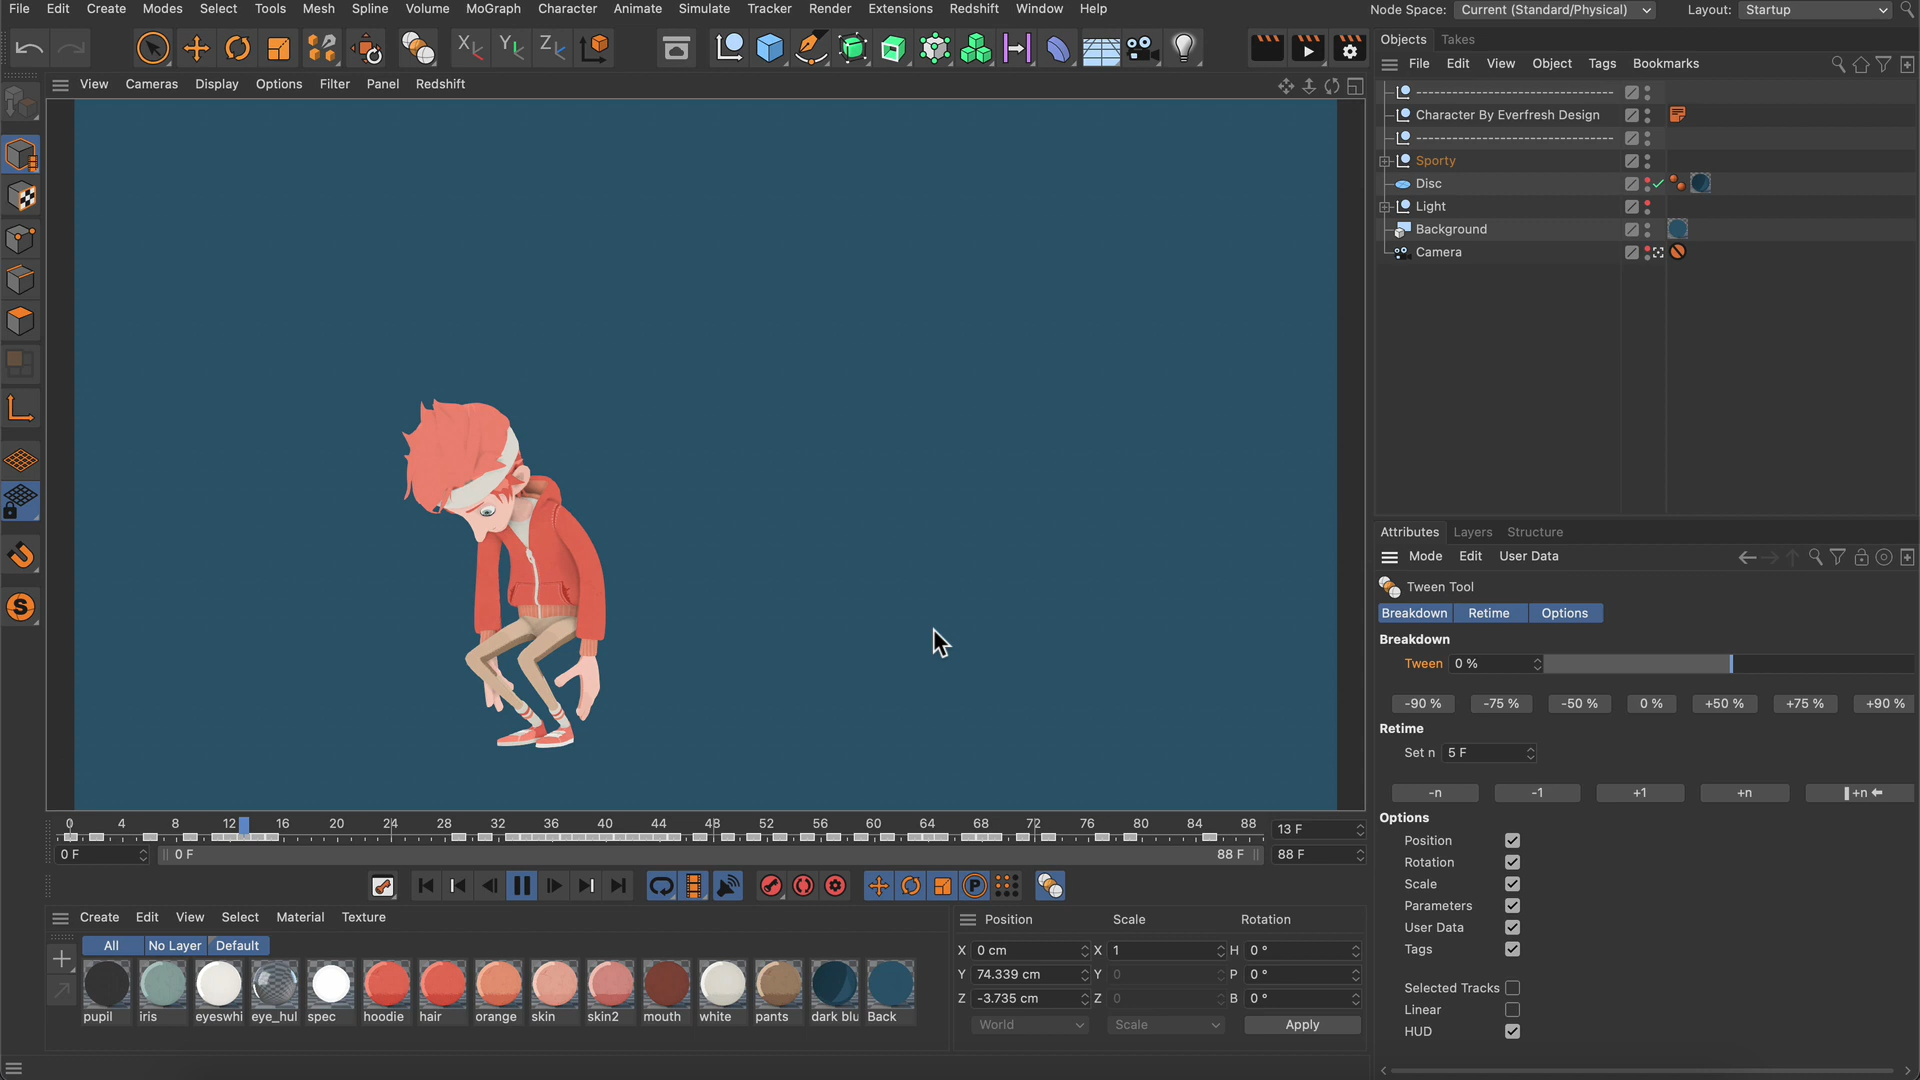 File Edit Create Modes Select Tools Mesh Spline Volume MoGraph Character Animate Simulate Tracker Render Extensions Redshift Window Help Node Space: Current (Standard/Physical) Layout: Startup
X Y Z
View Cameras Display Options Filter Panel Redshift
Objects Takes
File Edit View Object Tags Bookmarks
---------------------------------
Character By Everfresh Design
---------------------------------
Sporty
Disc
Light
Background
Camera
Attributes Layers Structure
Mode Edit User Data
Tween Tool
Breakdown Retime Options
Breakdown
Tween 0 %
-90 % -75 % -50 % 0 % +50 % +75 % +90 %
Retime
Set n 5 F
-n -1 +1 +n +n
Options
Position
Rotation
Scale
Parameters
User Data
Tags
Selected Tracks
Linear
HUD
0 4 8 12 16 20 24 28 32 36 40 44 48 52 56 60 64 68 72 76 80 84 88 13 F
0 F 0 F 88 F 88 F
P
S
Create Edit View Select Material Texture
All No Layer Default
pupil iris eyeswhi eye_hul spec hoodie hair orange skin skin2 mouth white pants dark blu Back
Position Scale Rotation
X 0 cm X 1 H 0 °
Y 74.339 cm Y 0 P 0 °
Z -3.735 cm Z 0 B 0 °
World Scale Apply